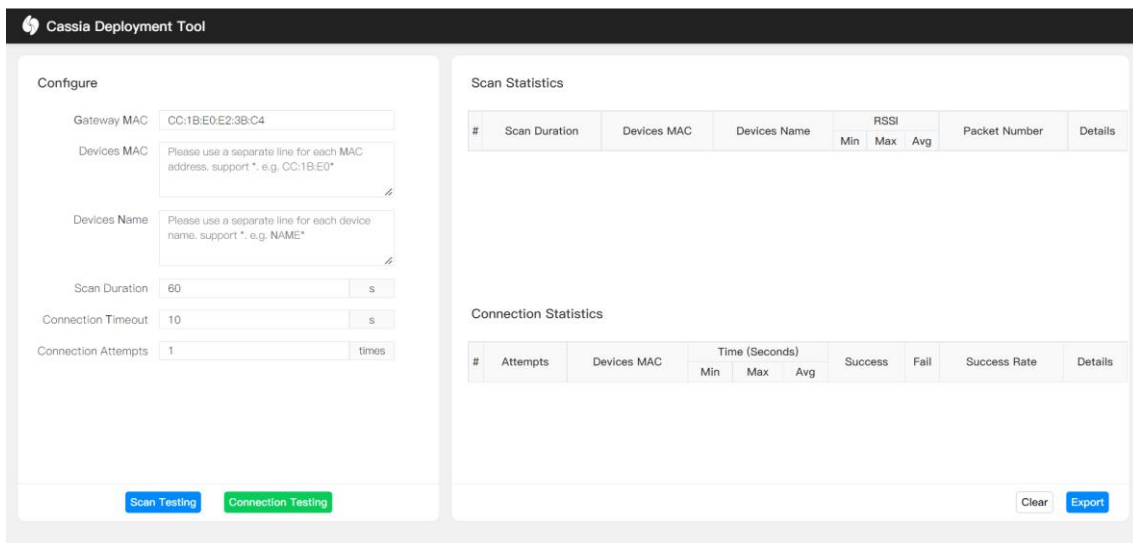 Cassia Deployment Tool
Configure
Gateway MAC CC:1B:E0:E2:3B:C4
Devices MAC Please use a separate line for each MAC
address. support *. e.g. CC:1B:E0*
Devices Name Please use a separate line for each device
name. support *. e.g. NAME*
Scan Duration 60 s
Connection Timeout 10 s
Connection Attempts 1 times
Scan Testing Connection Testing
Scan Statistics
# Scan Duration Devices MAC Devices Name RSSI Packet Number Details
Min Max Avg
Connection Statistics
# Attempts Devices MAC Time (Seconds) Success Fail Success Rate Details
Min Max Avg
Clear Export